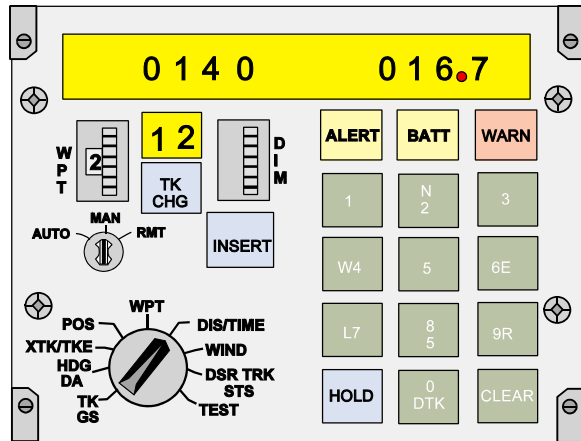 0140 016.7
WPT
2
12
DIM
TK
CHG
ALERT
BATT
WARN
1
N
2
3
MAN
AUTO
RMT
INSERT
W4
5
6E
WPT
POS
DIS/TIME
XTK/TKE
WIND
HDG
DA
DSR TRK
STS
TK
GS
TEST
L7
8
5
9R
HOLD
0
DTK
CLEAR